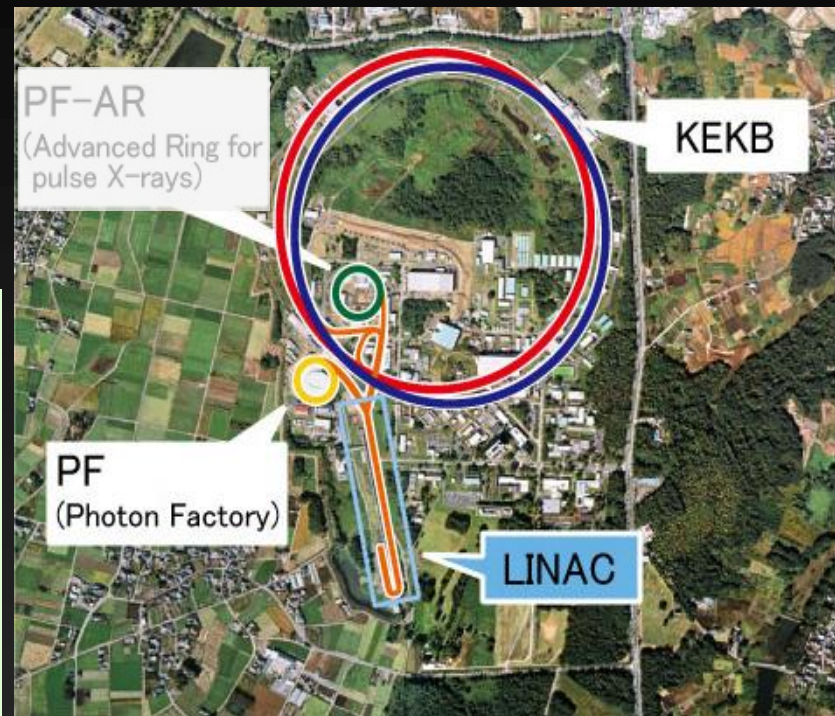 PF-AR
(Advanced Ring for
pulse X-rays)
KEKB
PF
(Photon Factory)
LINAC